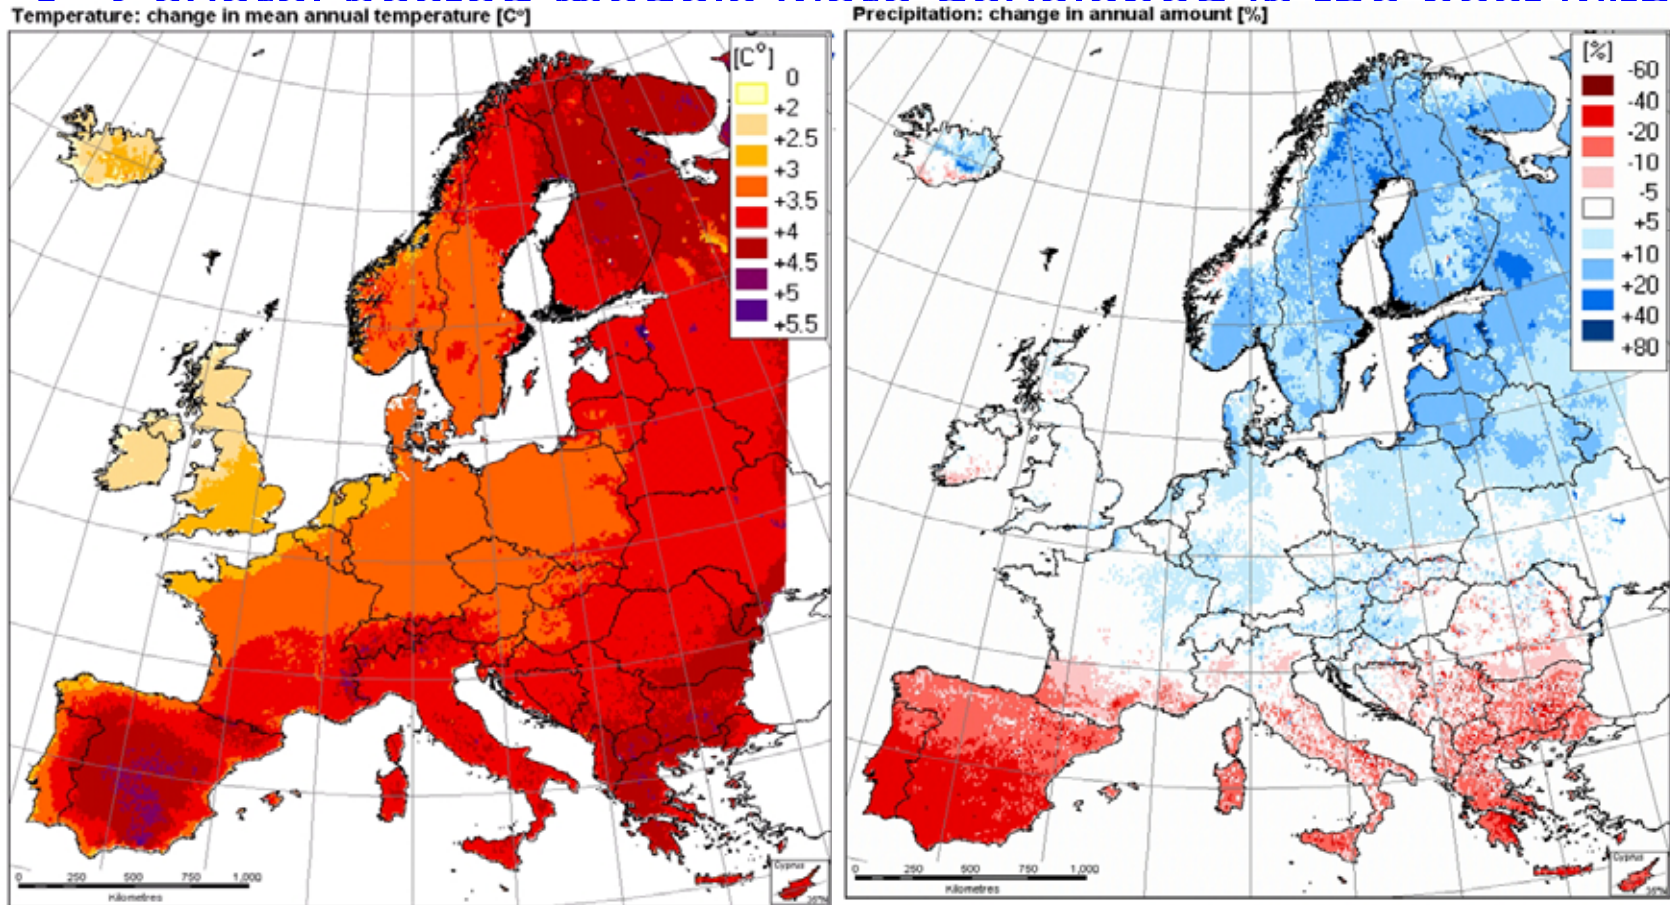 Temperature: change in mean annual temperature [C°]
[C°]
0
+2
+2.5
+3
+3.5
+4
+4.5
+5
+5.5
0 250 500 750 1,000
Kilometres
Cyprus
35°N
Precipitation: change in annual amount [%]
[%]
-60
-40
-20
-10
-5
+5
+10
+20
+40
+80
0 250 500 750 1,000
Kilometres
Cyprus
35°N